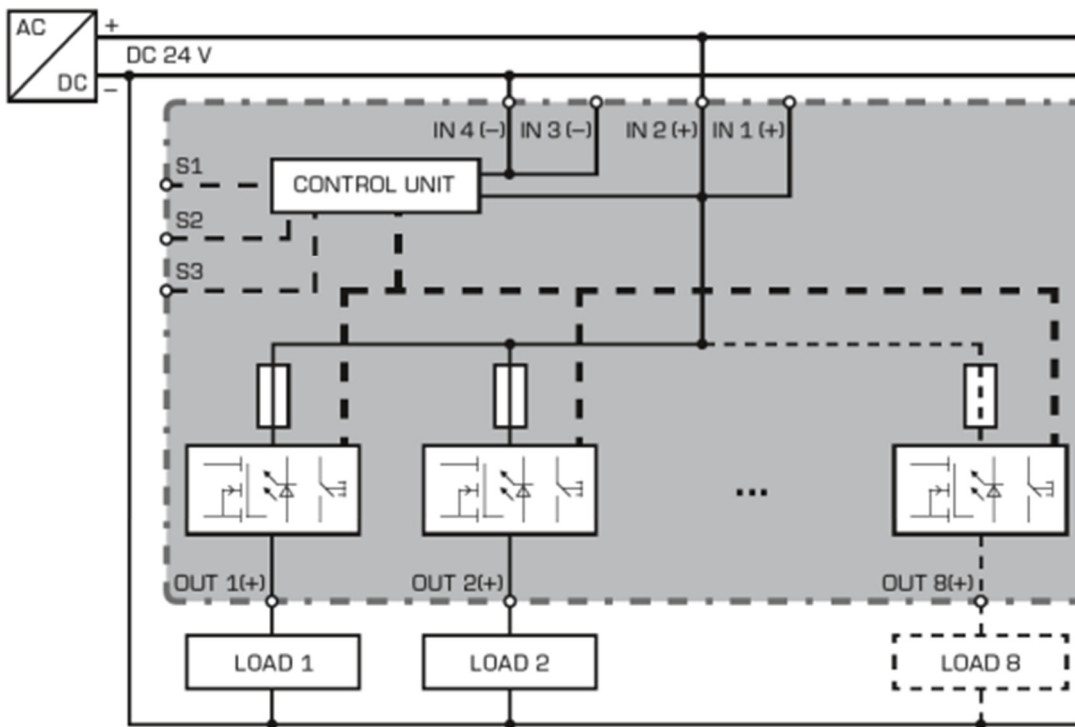 AC
+
DC 24 V
DC
–
IN 4 (–) IN 3 (–) IN 2 (+) IN 1 (+)
S1
CONTROL UNIT
S2
S3
...
OUT 1(+) OUT 2(+) OUT 8(+)
LOAD 1 LOAD 2 LOAD 8